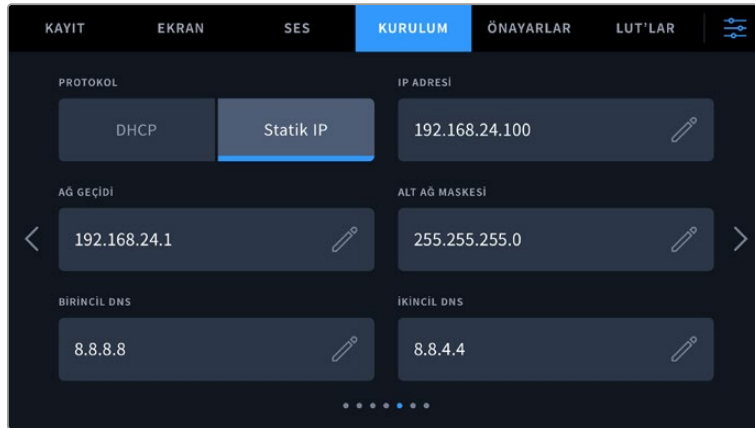 KAYIT EKRAN SES KURULUM ÖNAYARLAR LUT'LAR
PROTOKOL IP ADRESİ
DHCP Statik IP 192.168.24.100
AĞ GEÇİDİ ALT AĞ MASKESİ
192.168.24.1 255.255.255.0
BİRİNCİL DNS İKİNCİL DNS
8.8.8.8 8.8.4.4